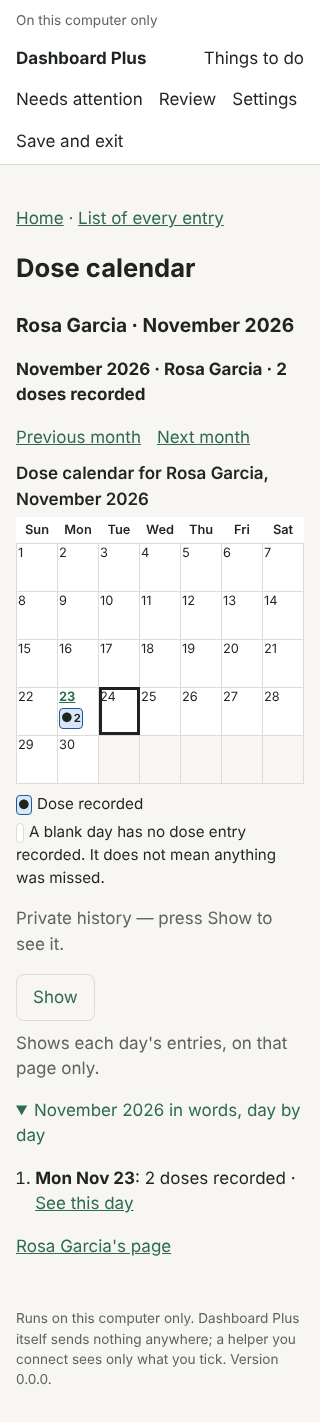 On this computer only
Dashboard Plus Things to do
Needs attention Review Settings
Save and exit
Home · List of every entry
Dose calendar
Rosa Garcia · November 2026
November 2026 · Rosa Garcia · 2
doses recorded
Previous month Next month
Dose calendar for Rosa Garcia,
November 2026
Sun Mon Tue Wed Thu Fri Sat
1 2 3 4 5 6 7
8 9 10 11 12 13 14
15 16 17 18 19 20 21
22 23 24 25 26 27 28
2
29 30
Dose recorded
A blank day has no dose entry
recorded. It does not mean anything
was missed.
Private history — press Show to
see it.
Show
Shows each day's entries, on that
page only.
▼ November 2026 in words, day by
day
1. Mon Nov 23: 2 doses recorded ·
See this day
Rosa Garcia's page
Runs on this computer only. Dashboard Plus
itself sends nothing anywhere; a helper you
connect sees only what you tick. Version
0.0.0.